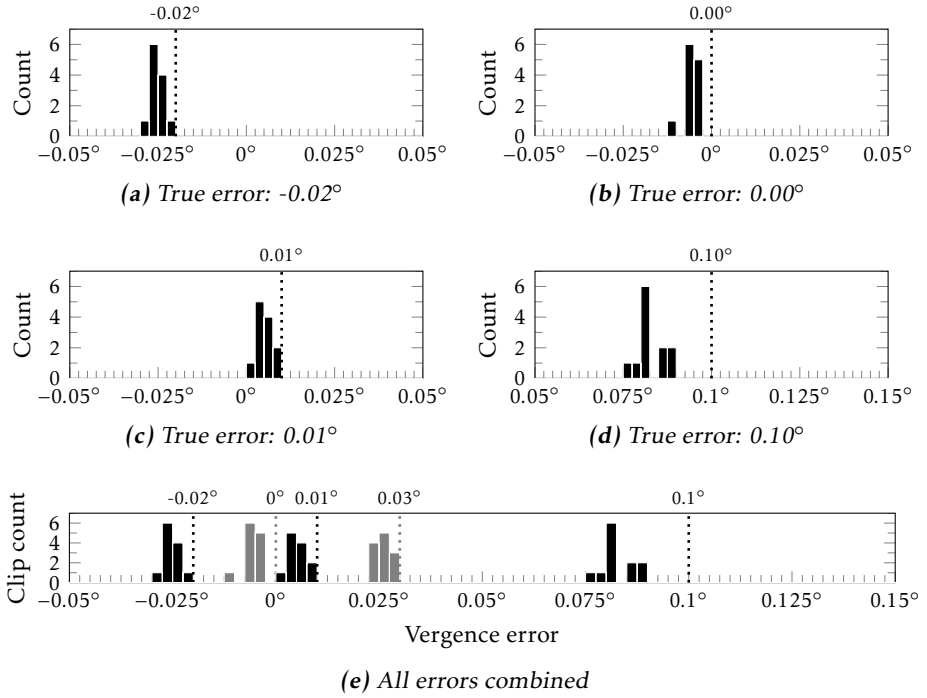 -0.02° 0.00°
Count 6 4 2 0 Count 6 4 2 0
−0.05° −0.025° 0° 0.025° 0.05° −0.05° −0.025° 0° 0.025° 0.05°
(a) True error: -0.02° (b) True error: 0.00°
0.01° 0.10°
Count 6 4 2 0 Count 6 4 2 0
−0.05° −0.025° 0° 0.025° 0.05° 0.05° 0.075° 0.1° 0.125° 0.15°
(c) True error: 0.01° (d) True error: 0.10°
-0.02° 0° 0.01° 0.03° 0.1°
Clip count 6 4 2 0
−0.05° −0.025° 0° 0.025° 0.05° 0.075° 0.1° 0.125° 0.15°
Vergence error
(e) All errors combined